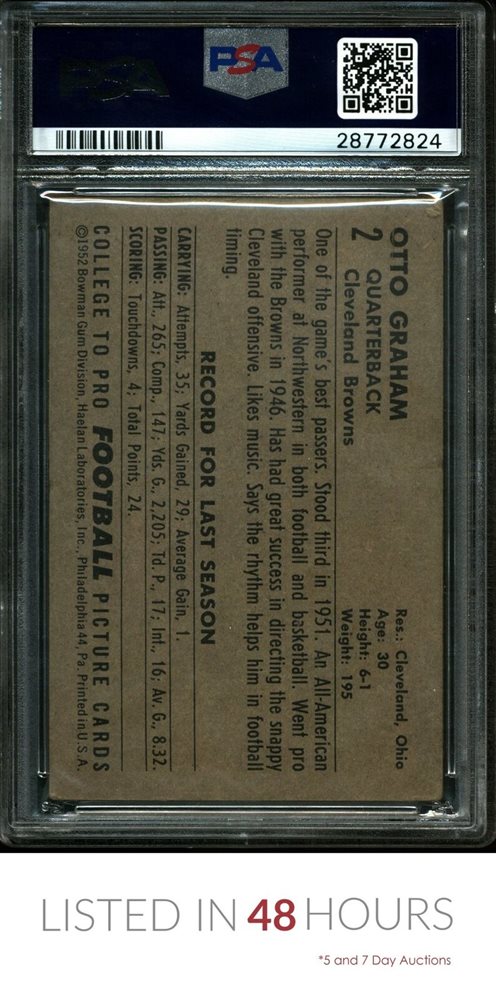 PSA
28772824
OTTO GRAHAM
2 QUARTERBACK
Cleveland Browns
Res.: Cleveland, Ohio
Age: 30
Height: 6-1
Weight: 195
One of the game's best passers. Stood third in 1951. An All-American
performer at Northwestern in both football and basketball. Went pro
with the Browns in 1946. Has had great success in directing the snappy
Cleveland offensive. Likes music. Says the rhythm helps him in football
timing.
RECORD FOR LAST SEASON
CARRYING: Attempts, 35; Yards Gained, 29; Average Gain, 1.
PASSING: Att., 265; Comp., 147; Yds. G., 2,205; Td. P., 17; Int., 16; Av. G., 8.32.
SCORING: Touchdowns, 4; Total Points, 24.
COLLEGE TO PRO FOOTBALL PICTURE CARDS
©1952 Bowman Gum Division, Haelan Laboratories, Inc., Philadelphia 44, Pa. Printed in U.S.A.
LISTED IN 48 HOURS
*5 and 7 Day Auctions